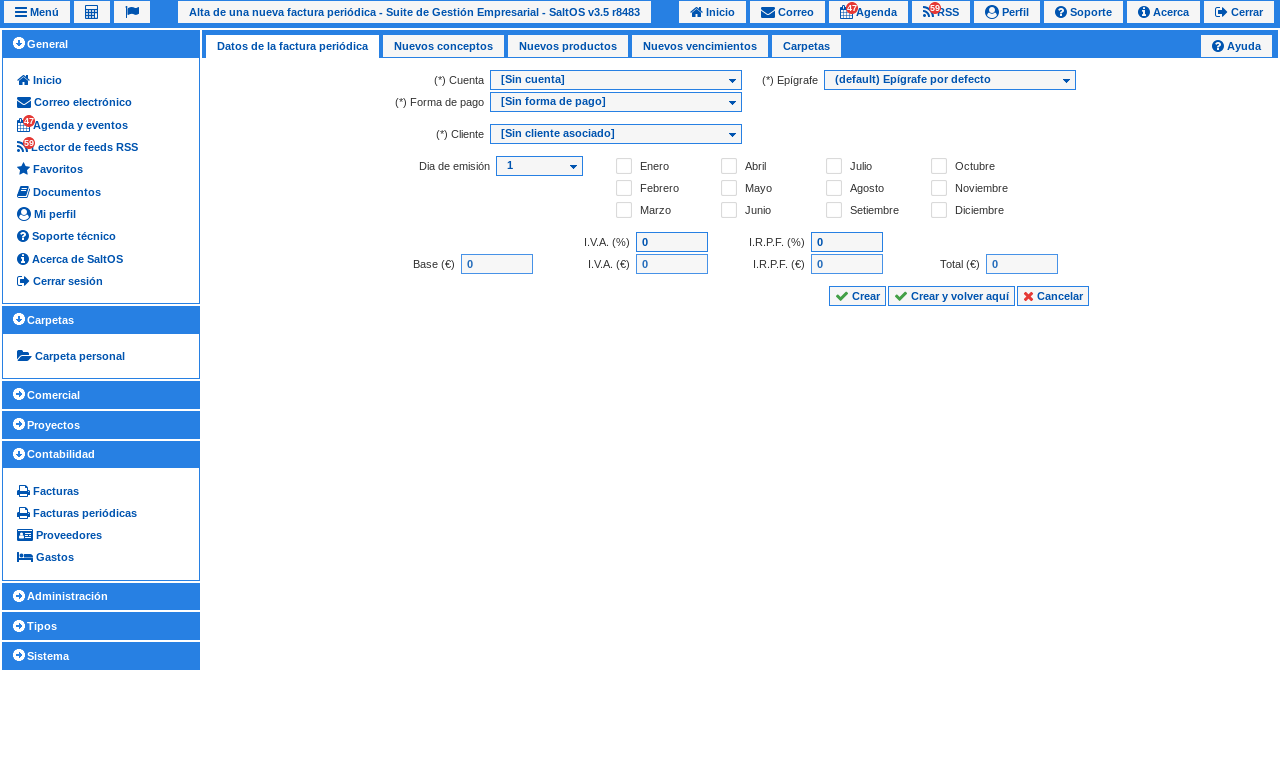 Menú Alta de una nueva factura periódica - Suite de Gestión Empresarial - SaltOS v3.5 r8483 Inicio Correo 47 Agenda 59 RSS Perfil Soporte Acerca Cerrar
General
Inicio
Correo electrónico
47 Agenda y eventos
59 Lector de feeds RSS
Favoritos
Documentos
Mi perfil
Soporte técnico
Acerca de SaltOS
Cerrar sesión
Carpetas
Carpeta personal
Comercial
Proyectos
Contabilidad
Facturas
Facturas periódicas
Proveedores
Gastos
Administración
Tipos
Sistema
Datos de la factura periódica Nuevos conceptos Nuevos productos Nuevos vencimientos Carpetas Ayuda
(*) Cuenta [Sin cuenta] (*) Epígrafe (default) Epígrafe por defecto
(*) Forma de pago [Sin forma de pago]
(*) Cliente [Sin cliente asociado]
Dia de emisión 1 Enero Abril Julio Octubre
Febrero Mayo Agosto Noviembre
Marzo Junio Setiembre Diciembre
I.V.A. (%) 0 I.R.P.F. (%) 0
Base (€) 0 I.V.A. (€) 0 I.R.P.F. (€) 0 Total (€) 0
Crear Crear y volver aquí Cancelar